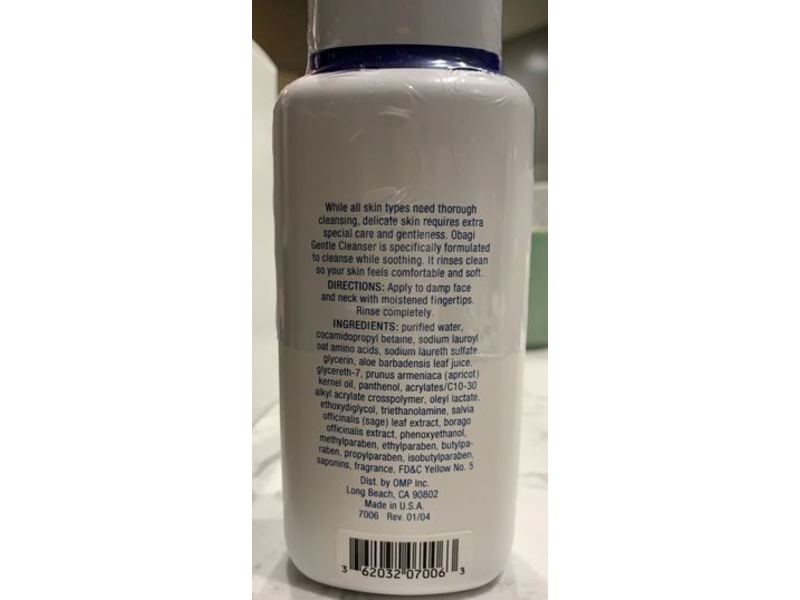 While all skin types need thorough
cleansing, delicate skin requires extra
special care and gentleness. Obagi
Gentle Cleanser is specifically formulated
to cleanse while soothing. It rinses clean
so your skin feels comfortable and soft.
DIRECTIONS: Apply to damp face
and neck with moistened fingertips.
Rinse completely.
INGREDIENTS: purified water,
cocamidopropyl betaine, sodium lauroyl
oat amino acids, sodium laureth sulfate,
glycerin, aloe barbadensis leaf juice,
glycereth-7, prunus armeniaca (apricot)
kernel oil, panthenol, acrylates/C10-30
alkyl acrylate crosspolymer, oleyl lactate,
ethoxydiglycol, triethanolamine, salvia
officinalis (sage) leaf extract, borago
officinalis extract, phenoxyethanol,
methylparaben, ethylparaben, butylpa-
raben, propylparaben, isobutylparaben,
saponins, fragrance, FD&C Yellow No. 5
Dist. by OMP Inc.
Long Beach, CA 90802
Made in U.S.A.
7006 Rev. 01/04
3 62032 07006 3